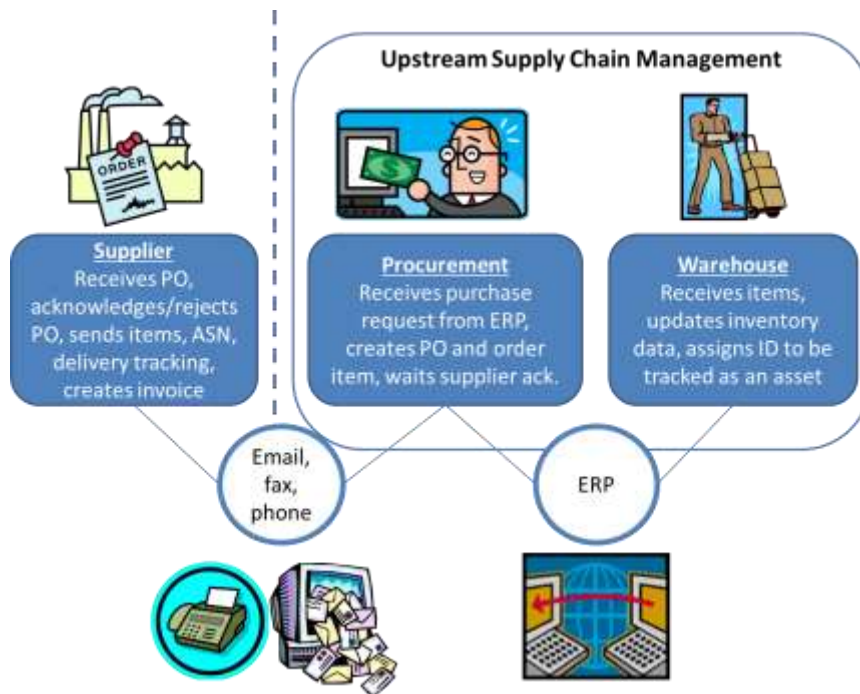 Upstream Supply Chain Management
ORDER
Supplier
Receives PO,
acknowledges/rejects
PO, sends items, ASN,
delivery tracking,
creates invoice
Procurement
Receives purchase
request from ERP,
creates PO and order
item, waits supplier ack.
Warehouse
Receives items,
updates inventory
data, assigns ID to be
tracked as an asset
Email,
fax,
phone
ERP